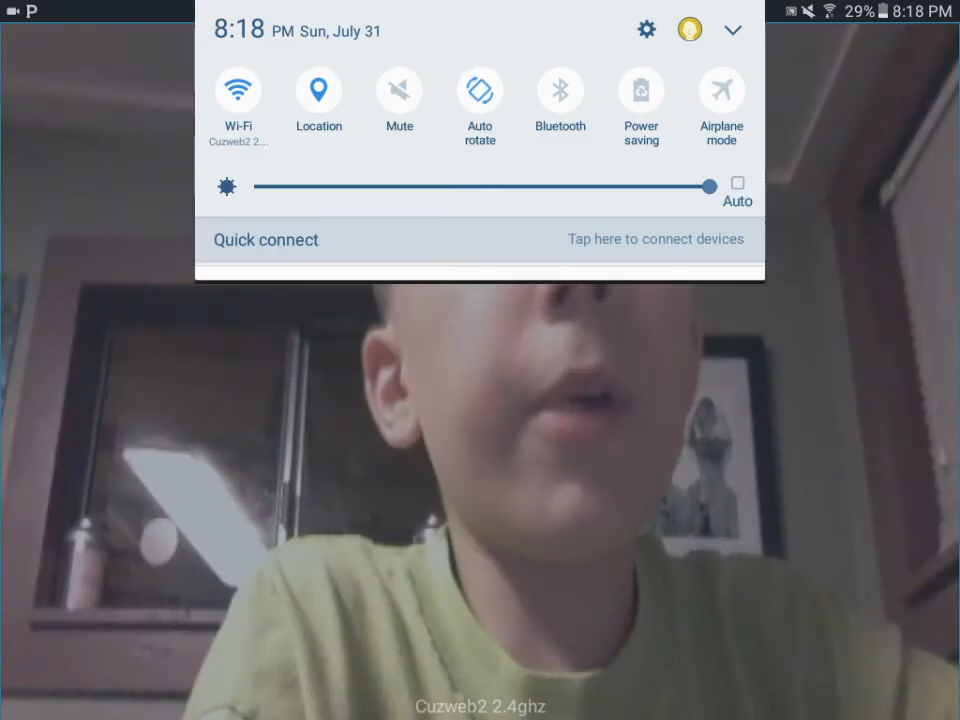 P
29% 8:18 PM
8:18 PM Sun, July 31
Wi-Fi
Cuzweb2 2...
Location
Mute
Auto
rotate
Bluetooth
Power
saving
Airplane
mode
Auto
Quick connect
Tap here to connect devices
Cuzweb2 2.4ghz